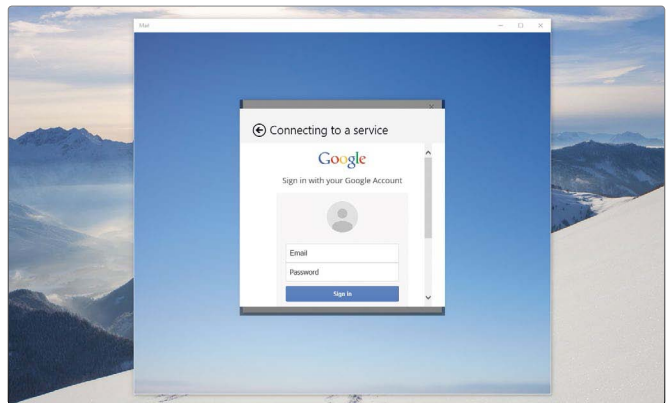 Mail
Connecting to a service
Google
Sign in with your Google Account
Email
Password
Sign in